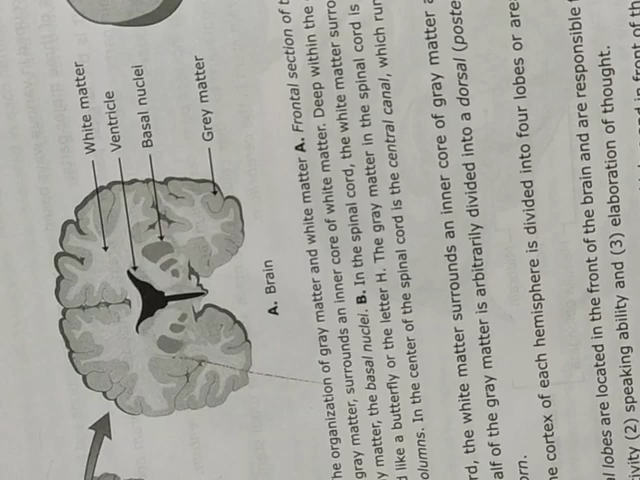 White matter
Ventricle
Basal nuclei
Grey matter
A. Brain
he organization of gray matter and white matter A. Frontal section of t
gray matter, surrounds an inner core of white matter. Deep within the
y matter, the basal nuclei. B. In the spinal cord, the white matter surro
d like a butterfly or the letter H. The gray matter in the spinal cord is
olumns. In the center of the spinal cord is the central canal, which run
rd, the white matter surrounds an inner core of gray matter a
alf of the gray matter is arbitrarily divided into a dorsal (poste
orn.
he cortex of each hemisphere is divided into four lobes or are
al lobes are located in the front of the brain and are responsible
ivity (2) speaking ability and (3) elaboration of thought.